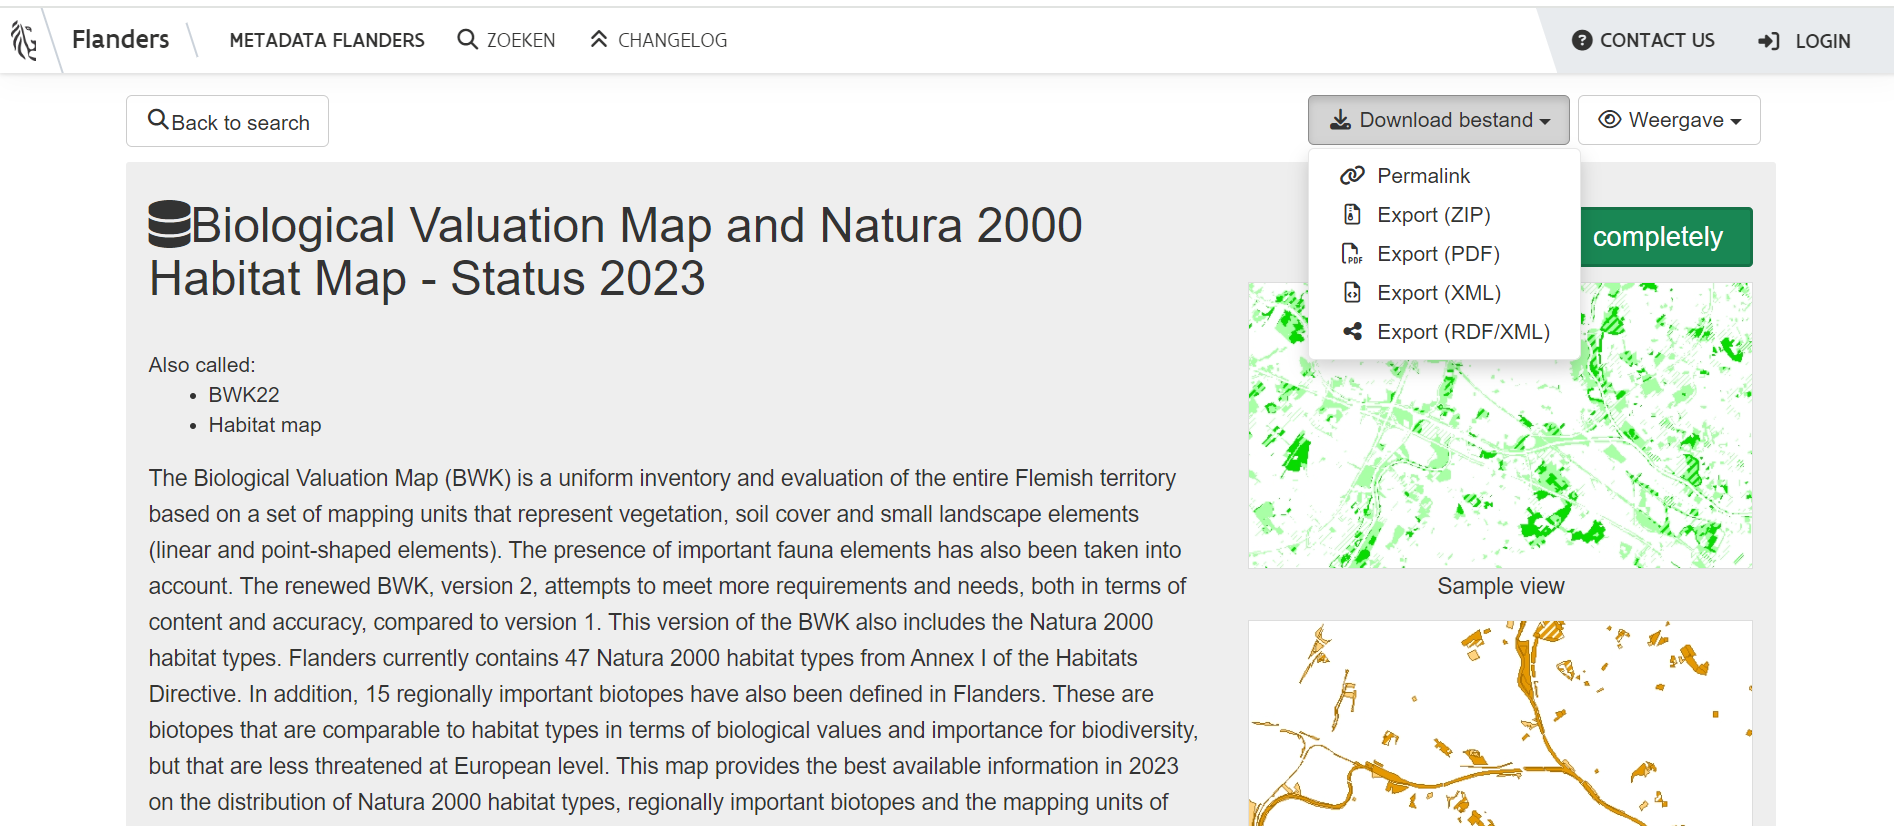 Flanders
METADATA FLANDERS
ZOEKEN
CHANGELOG
CONTACT US
LOGIN
Back to search
Download bestand
Weergave
Permalink
Export (ZIP)
Export (PDF)
Export (XML)
Export (RDF/XML)
completely
Biological Valuation Map and Natura 2000
Habitat Map - Status 2023
Also called:
• BWK22
• Habitat map
The Biological Valuation Map (BWK) is a uniform inventory and evaluation of the entire Flemish territory
based on a set of mapping units that represent vegetation, soil cover and small landscape elements
(linear and point-shaped elements). The presence of important fauna elements has also been taken into
account. The renewed BWK, version 2, attempts to meet more requirements and needs, both in terms of
content and accuracy, compared to version 1. This version of the BWK also includes the Natura 2000
habitat types. Flanders currently contains 47 Natura 2000 habitat types from Annex I of the Habitats
Directive. In addition, 15 regionally important biotopes have also been defined in Flanders. These are
biotopes that are comparable to habitat types in terms of biological values and importance for biodiversity,
but that are less threatened at European level. This map provides the best available information in 2023
on the distribution of Natura 2000 habitat types, regionally important biotopes and the mapping units of
Sample view